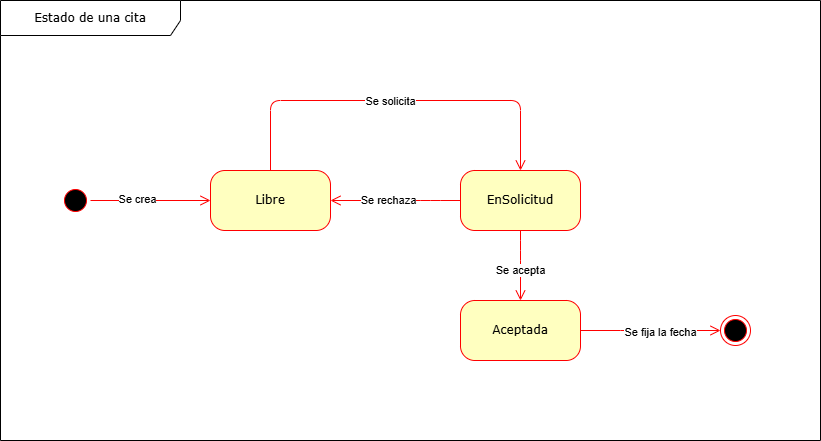 Estado de una cita
Se solicita
Se crea
Libre
Se rechaza
EnSolicitud
Se acepta
Aceptada
Se fija la fecha